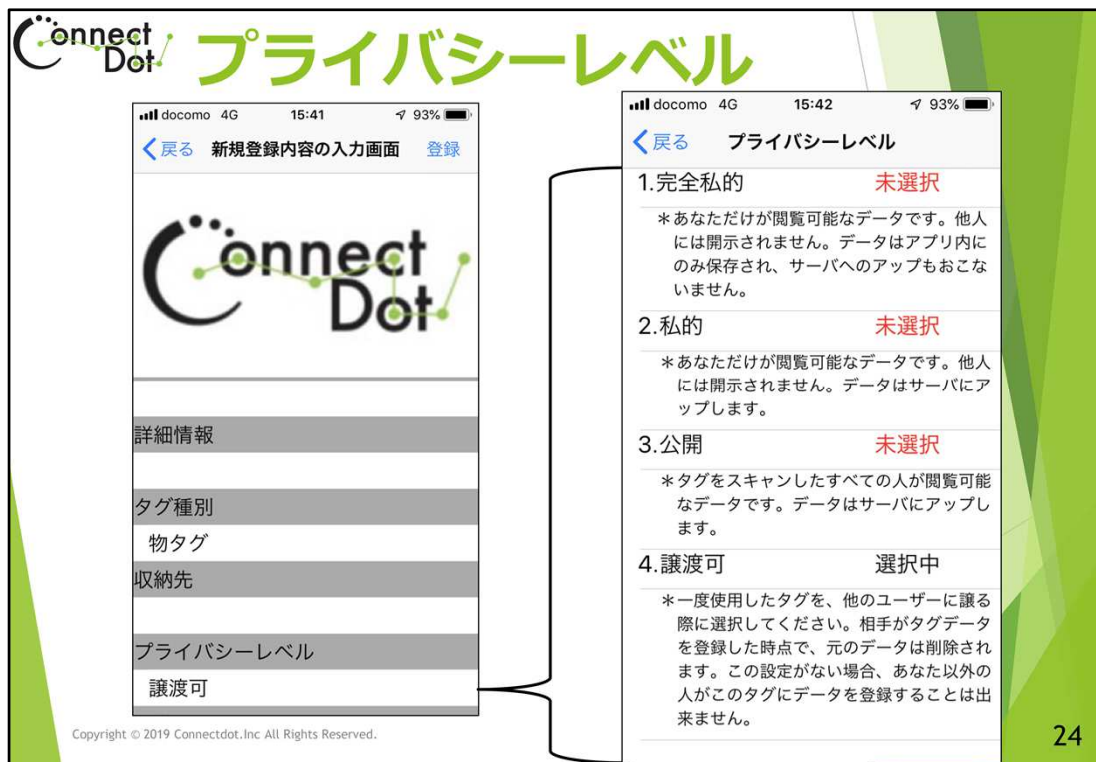 Connect Dot
プライバシーレベル
docomo 4G 15:41 93%
戻る 新規登録内容の入力画面 登録
Connect
Dot
詳細情報
タグ種別
物タグ
収納先
プライバシーレベル
譲渡可
docomo 4G 15:42 93%
戻る プライバシーレベル
1.完全私的 未選択
＊あなただけが閲覧可能なデータです。他人
には開示されません。データはアプリ内に
のみ保存され、サーバへのアップもおこな
いません。
2.私的 未選択
＊あなただけが閲覧可能なデータです。他人
には開示されません。データはサーバにア
ップします。
3.公開 未選択
＊タグをスキャンしたすべての人が閲覧可能
なデータです。データはサーバにアップし
ます。
4.譲渡可 選択中
＊一度使用したタグを、他のユーザーに譲る
際に選択してください。相手がタグデータ
を登録した時点で、元のデータは削除され
ます。この設定がない場合、あなた以外の
人がこのタグにデータを登録することは出
来ません。
Copyright © 2019 Connectdot.Inc All Rights Reserved.
24